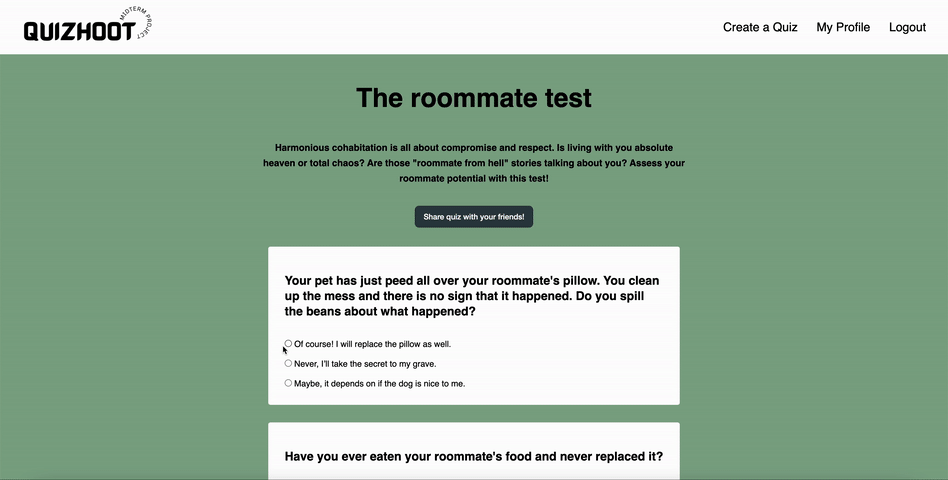 QUIZHOOT
MIDTERM PROJECT
Create a Quiz
My Profile
Logout
The roommate test
Harmonious cohabitation is all about compromise and respect. Is living with you absolute
heaven or total chaos? Are those "roommate from hell" stories talking about you? Assess your
roommate potential with this test!
Share quiz with your friends!
Your pet has just peed all over your roommate's pillow. You clean
up the mess and there is no sign that it happened. Do you spill
the beans about what happened?
Of course! I will replace the pillow as well.
Never, I'll take the secret to my grave.
Maybe, it depends on if the dog is nice to me.
Have you ever eaten your roommate's food and never replaced it?